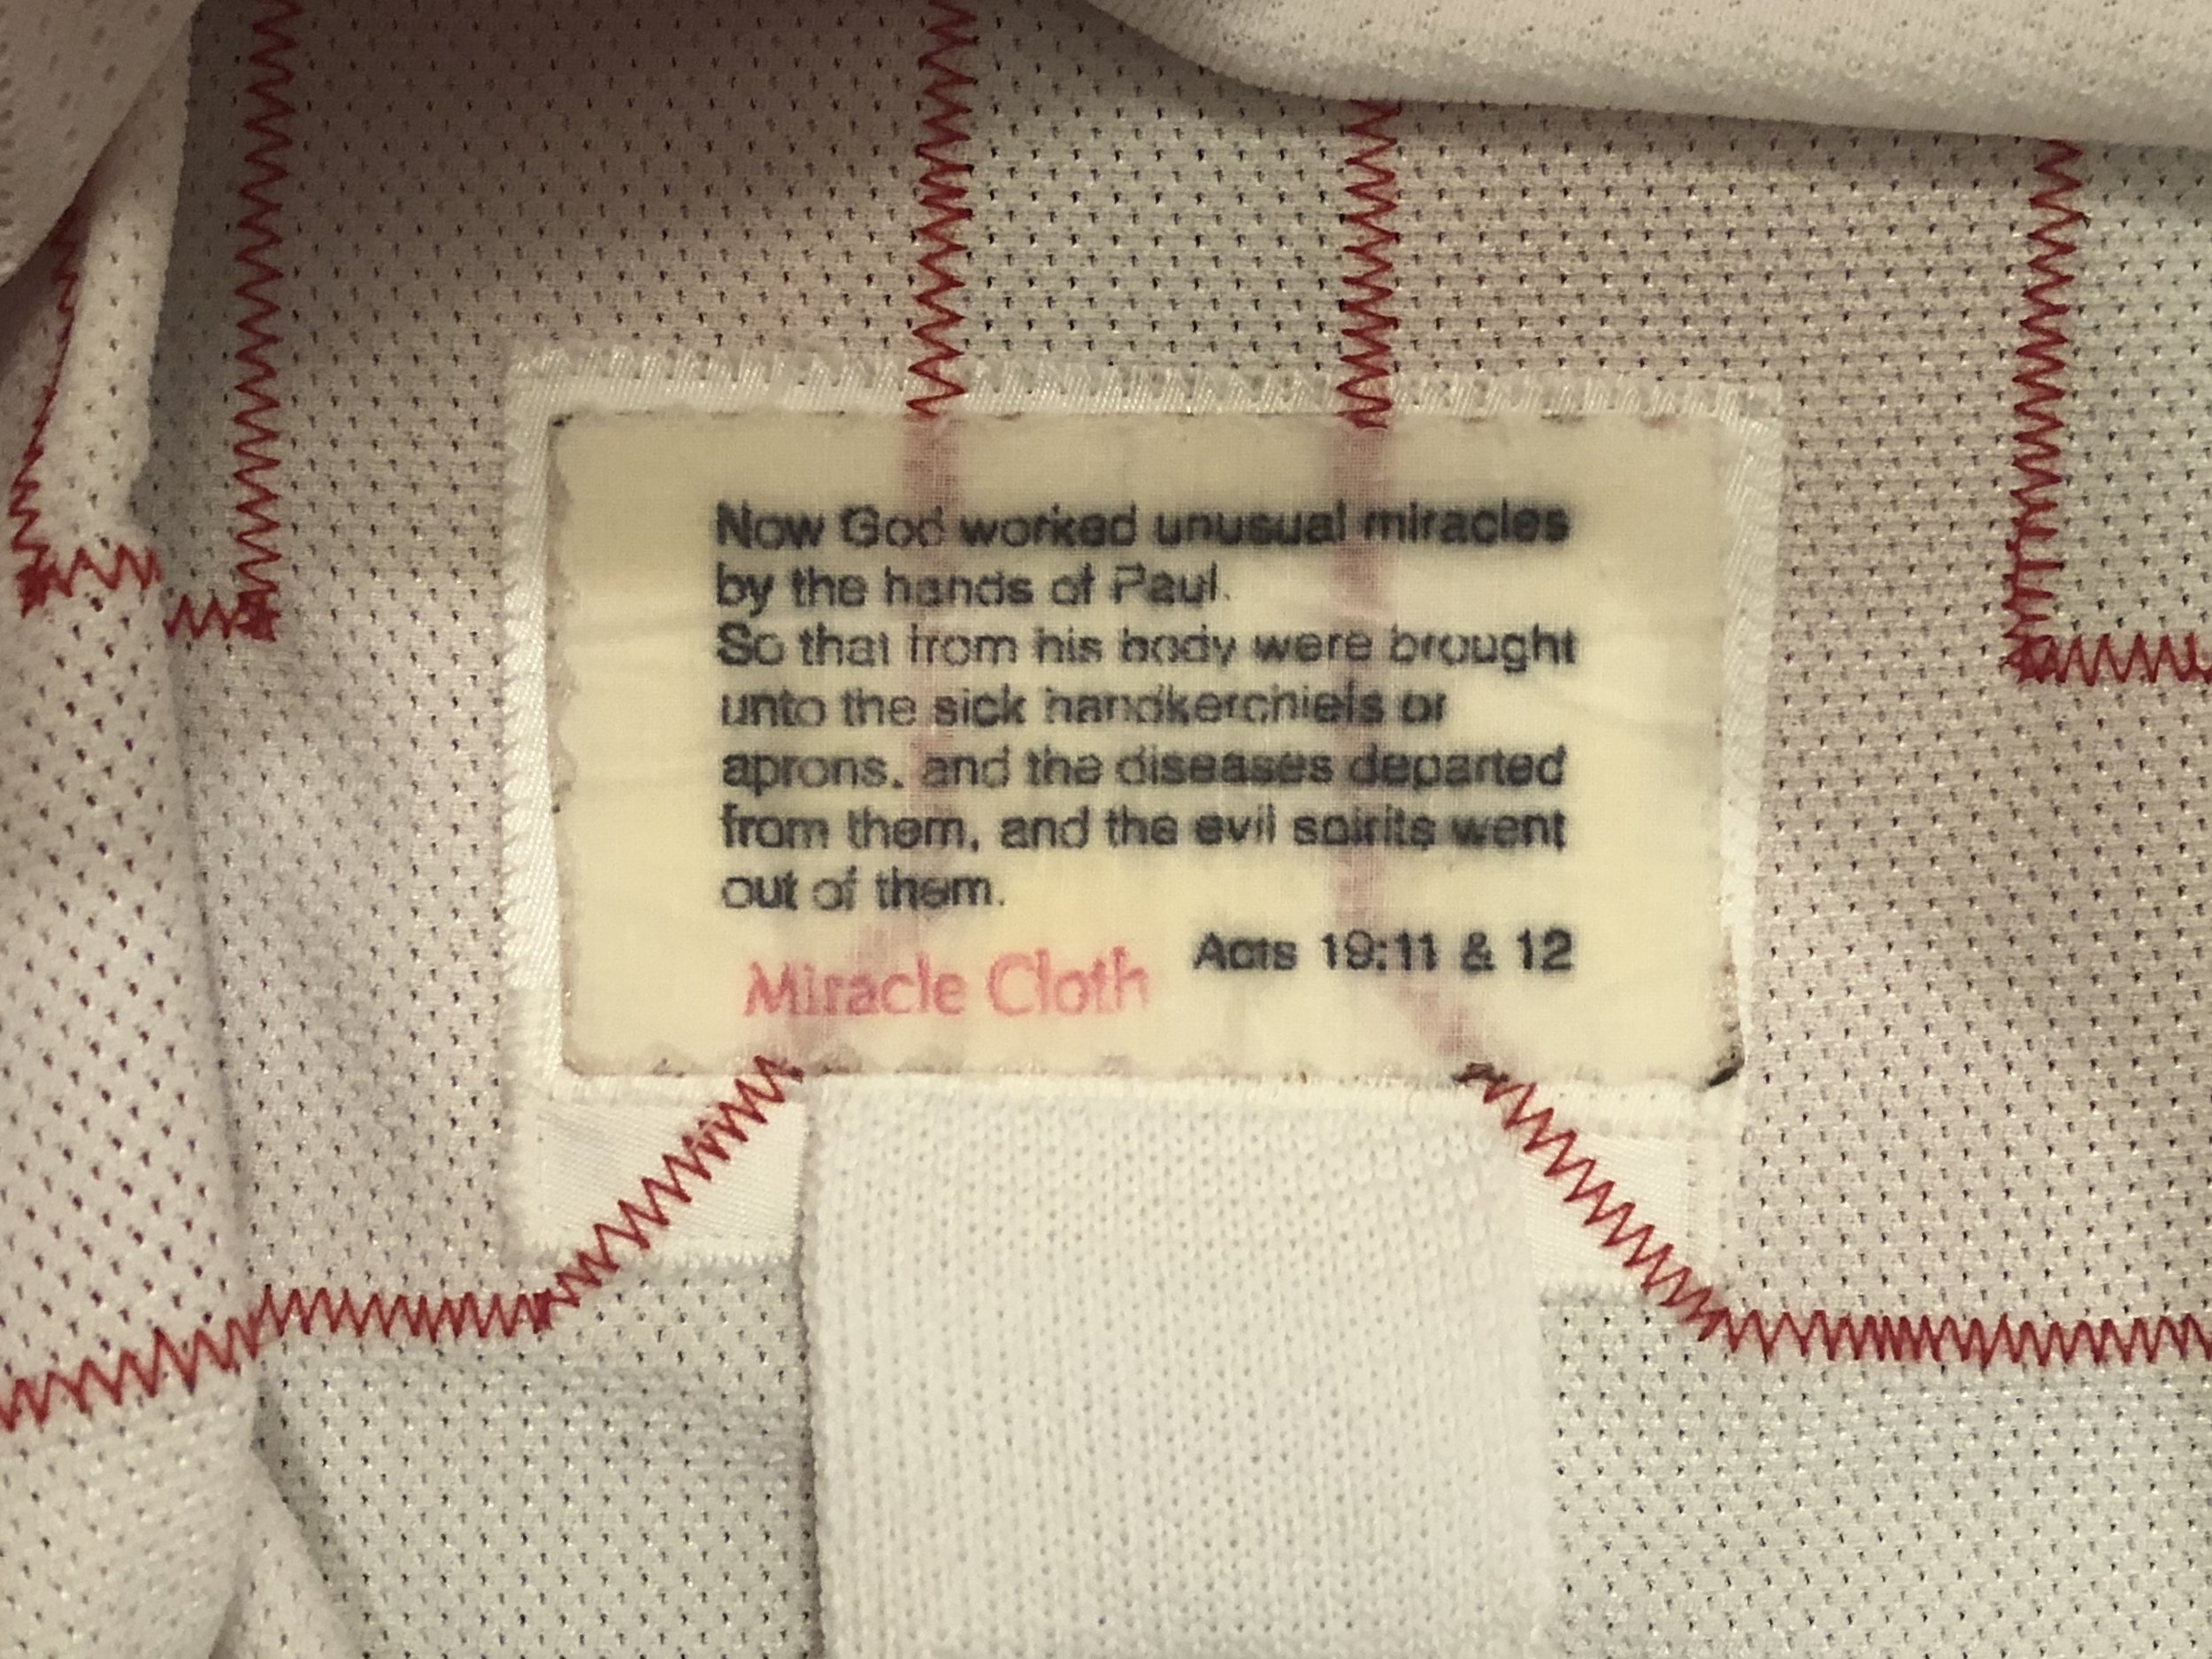 Now God worked unusual miracles
by the hands of Paul.
So that from his body were brought
unto the sick handkerchiefs or
aprons, and the diseases departed
from them, and the evil spirits went
out of them.
Acts 19:11 & 12
Miracle Cloth